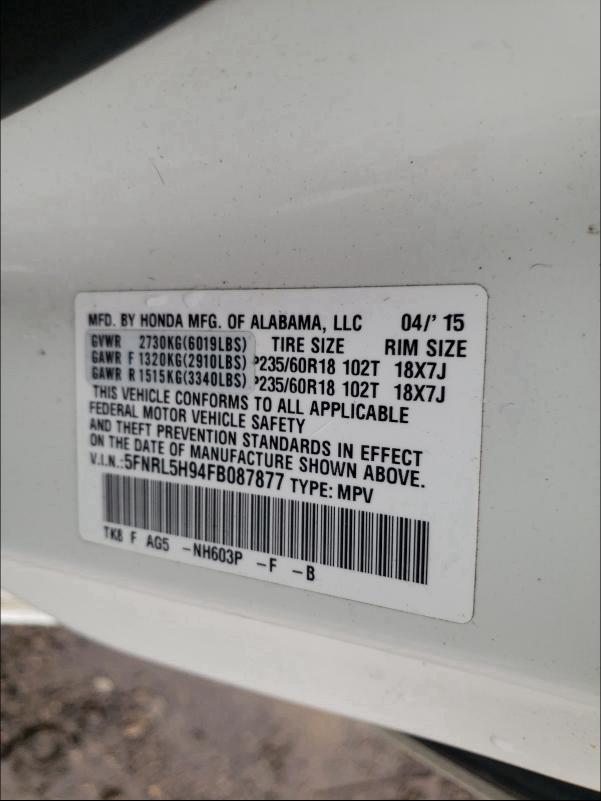 MFD. BY HONDA MFG. OF ALABAMA, LLC 04/'15
GVWR 2730KG(6019LBS) TIRE SIZE RIM SIZE
GAWR F 1320KG(2910LBS) P235/60R18 102T 18X7J
GAWR R 1515KG(3340LBS) P235/60R18 102T 18X7J
THIS VEHICLE CONFORMS TO ALL APPLICABLE
FEDERAL MOTOR VEHICLE SAFETY
AND THEFT PREVENTION STANDARDS IN EFFECT
ON THE DATE OF MANUFACTURE SHOWN ABOVE.
V.I.N.:5FNRL5H94FB087877 TYPE: MPV
TK8 F AG5 -NH603P -F -B